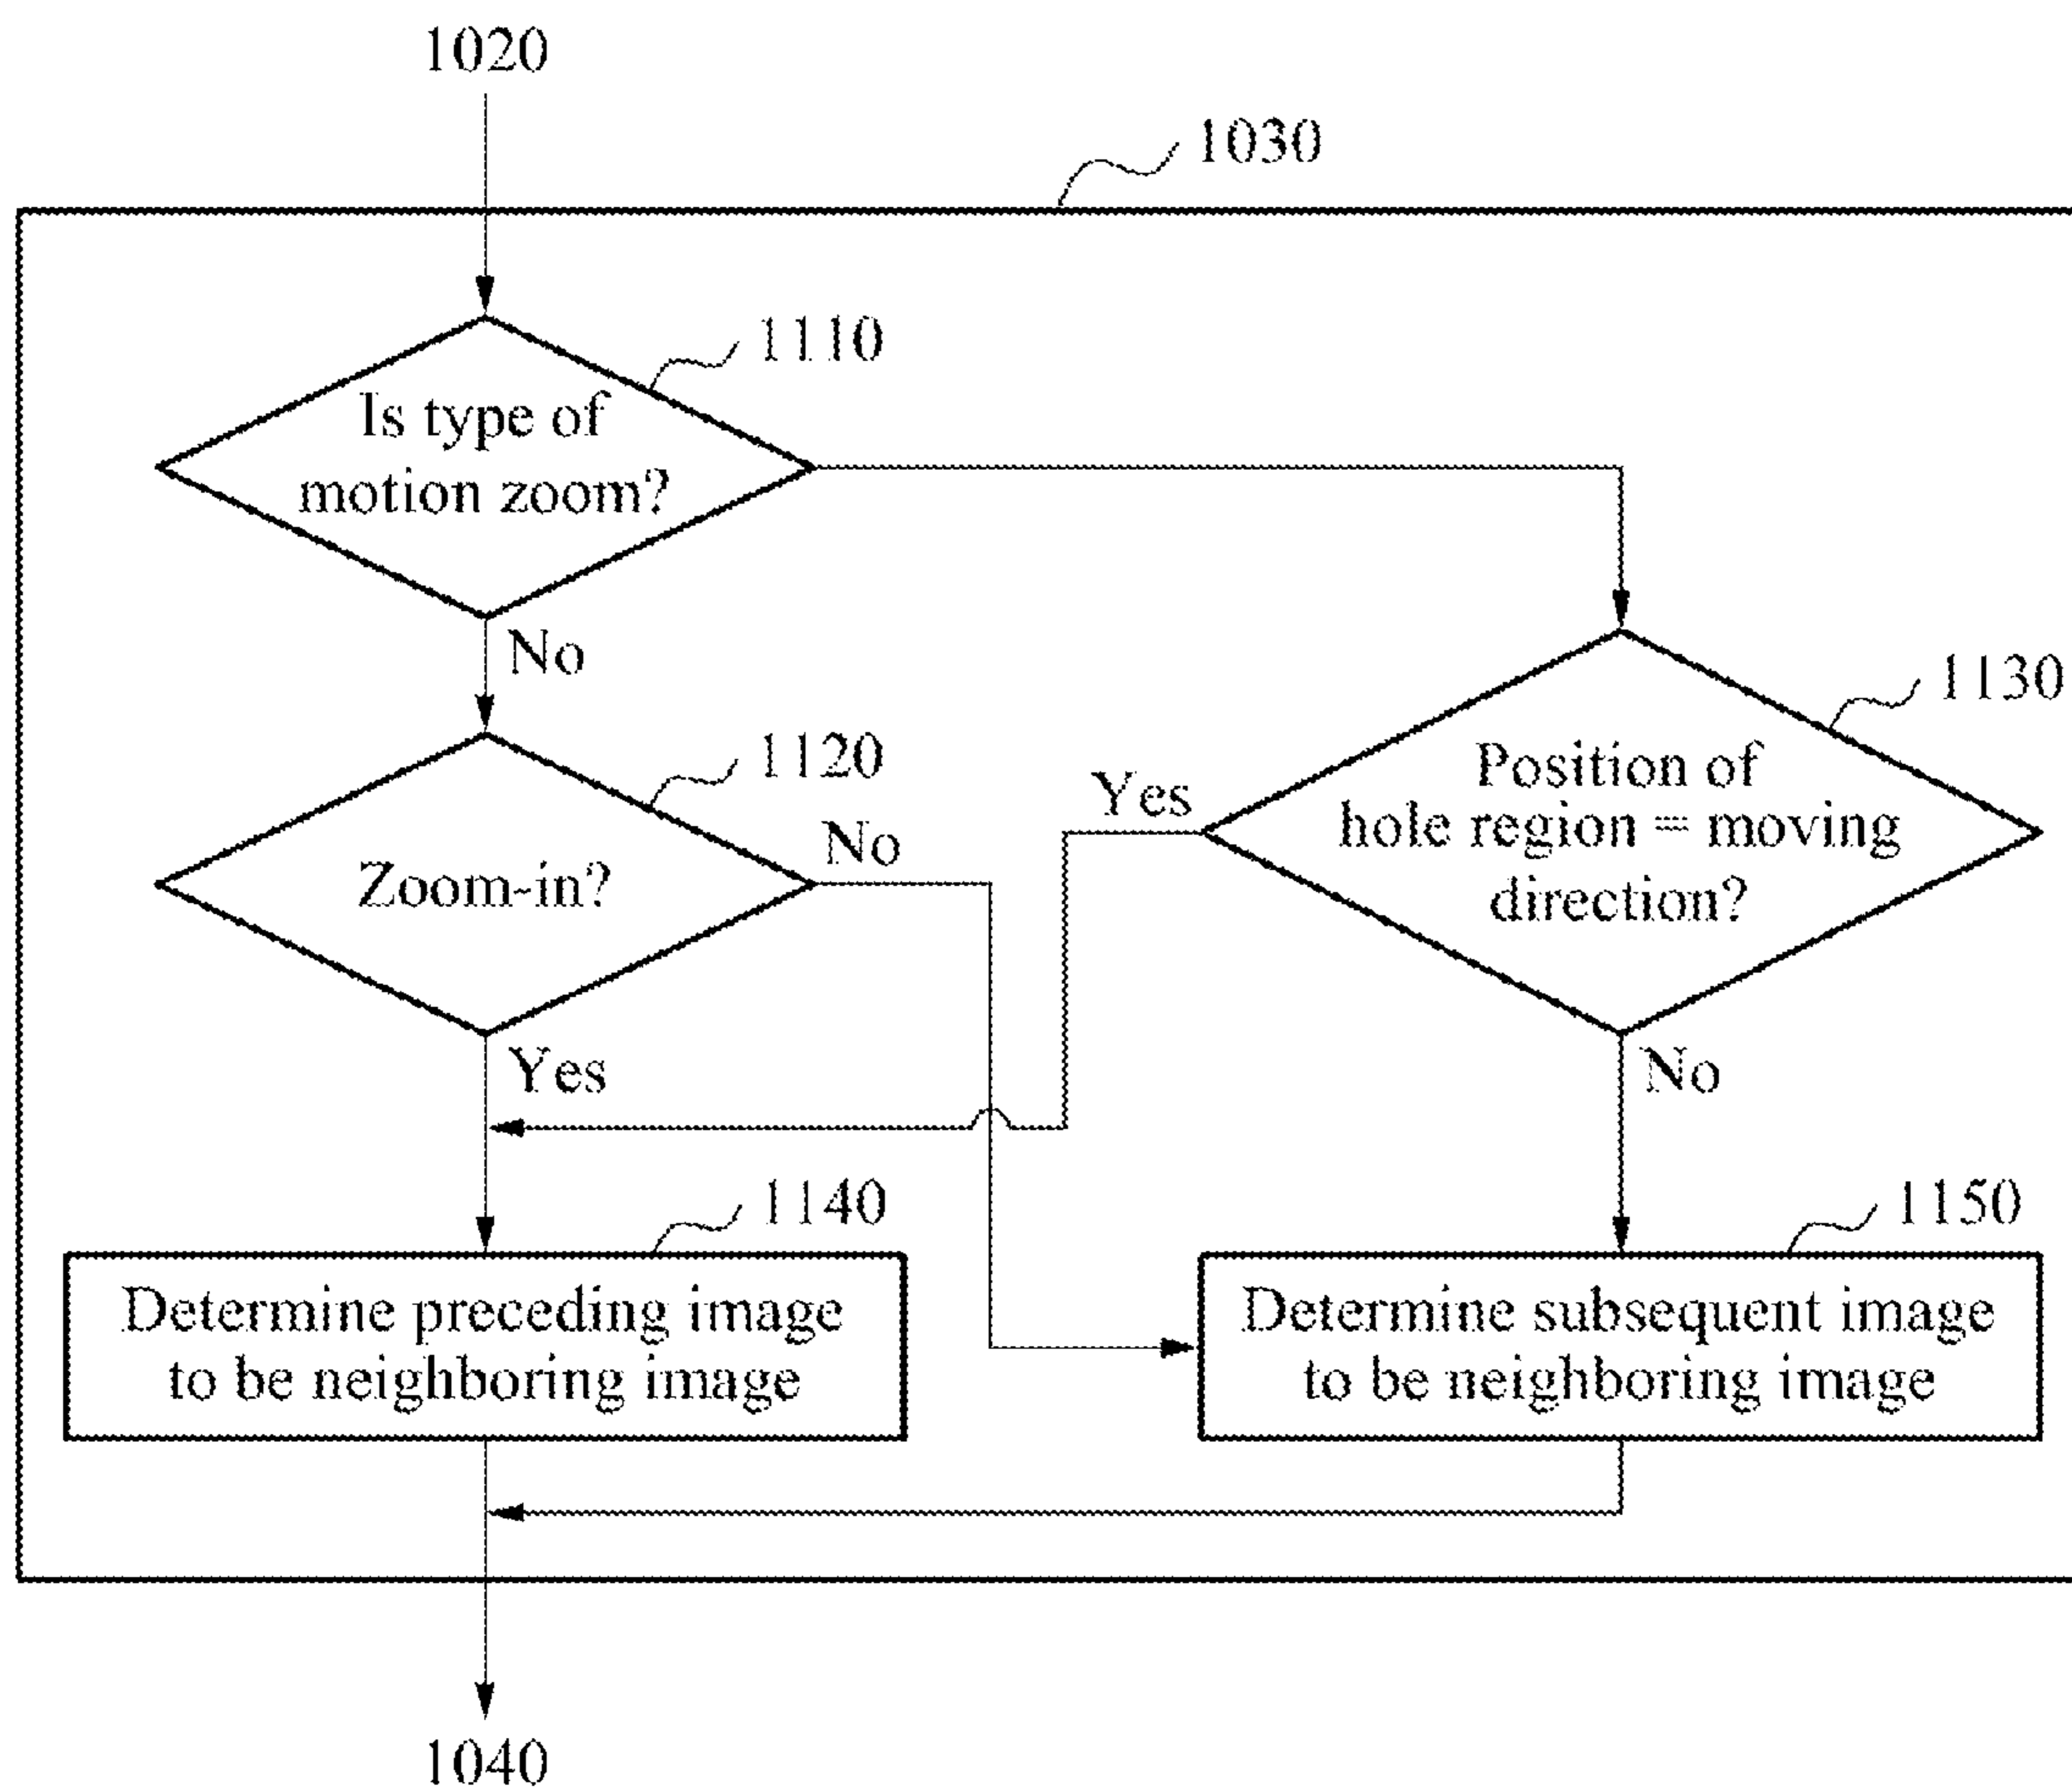 1020
1030
1110
Is type of
motion zoom?
No
1130
1120
Position of
hole region = moving
direction?
Yes
No
Zoom-in?
Yes
No
1140
1150
Determine preceding image
to be neighboring image
Determine subsequent image
to be neighboring image
1040